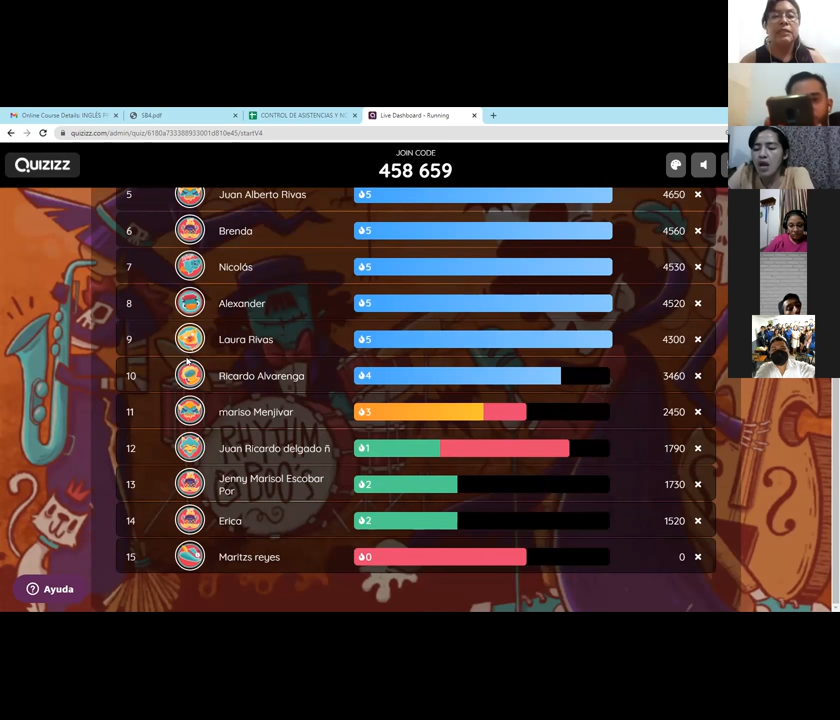 Online Course Details: INGLÉS P
SB4.pdf
CONTROL DE ASISTENCIAS Y NO
Live Dashboard - Running
quizizz.com/admin/quiz/6180a733388933001d810e45/startV4
Quizizz
JOIN CODE
458 659
5 Juan Alberto Rivas 5 4650
6 Brenda 5 4560
7 Nicolás 5 4530
8 Alexander 5 4520
9 Laura Rivas 5 4300
10 Ricardo Alvarenga 4 3460
11 mariso Menjivar 3 2450
12 Juan Ricardo delgado ñ 1 1790
13 Jenny Marisol Escobar
Por 2 1730
14 Erica 2 1520
15 Maritzs reyes 0 0
Ayuda